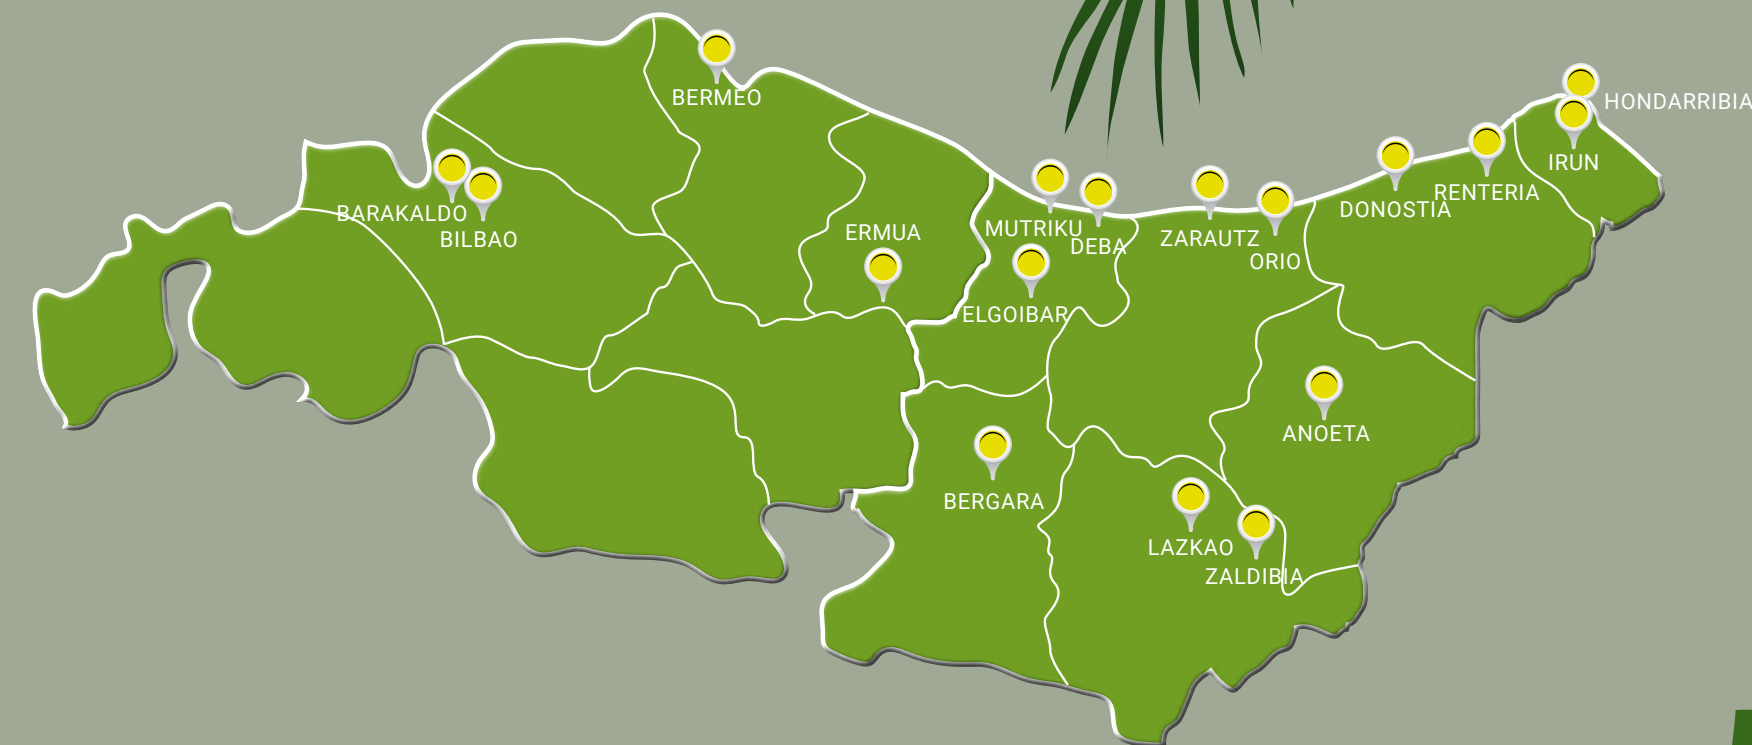 BERMEO
HONDARRIBIA
IRUN
RENTERIA
BARAKALDO
DONOSTIA
MUTRIKU
ERMUA
BILBAO
ZARAUTZ
DEBA
ORIO
ELGOIBAR
ANOETA
BERGARA
LAZKAO
ZALDIBIA